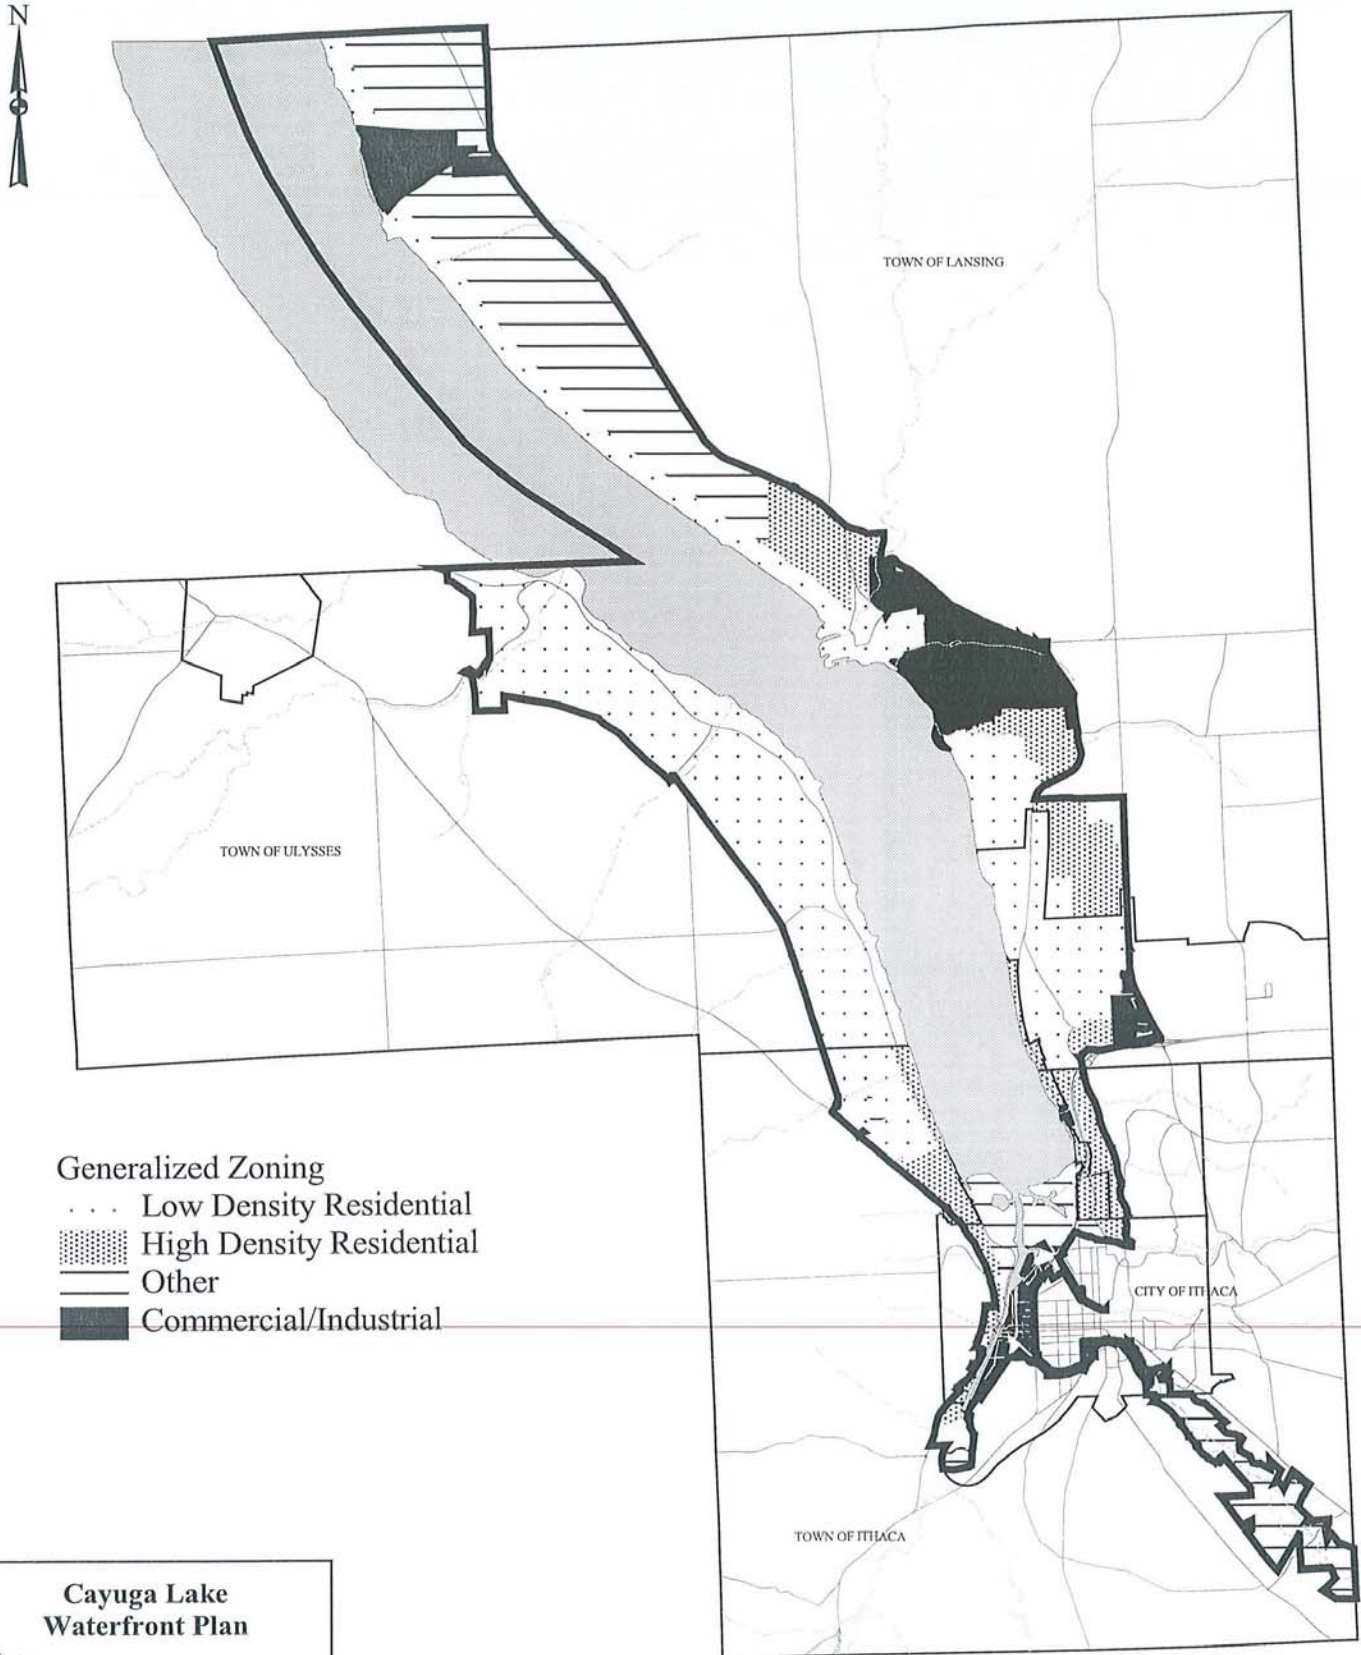 N
TOWN OF LANSING
TOWN OF ULYSSES
Generalized Zoning
Low Density Residential
High Density Residential
Other
Commercial/Industrial
CITY OF ITHACA
TOWN OF ITHACA
Cayuga Lake
Waterfront Plan